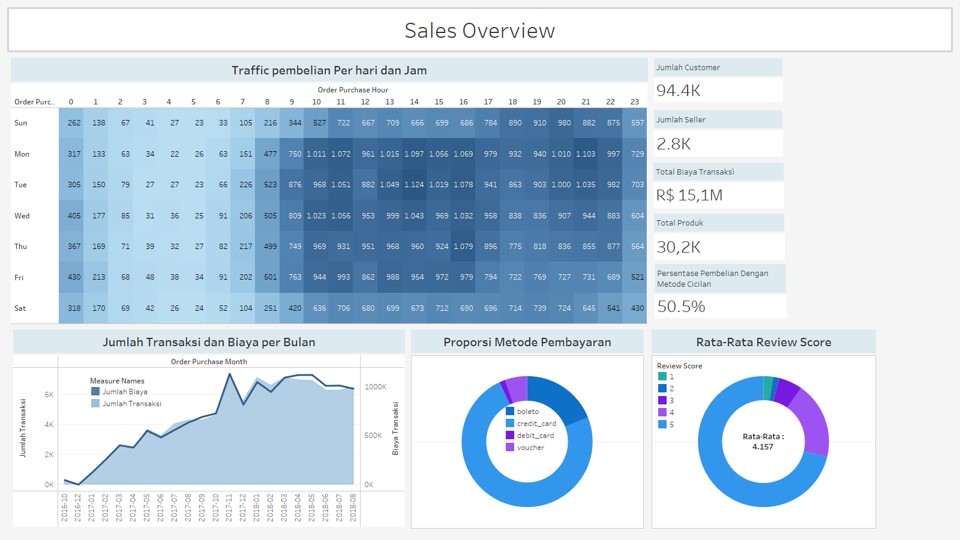 Sales Overview
Traffic pembelian Per hari dan Jam
Order Purchase Hour
Order Purc.. 0 1 2 3 4 5 6 7 8 9 10 11 12 13 14 15 16 17 18 19 20 21 22 23
Sun 262 138 67 41 27 23 33 105 216 344 527 722 667 709 666 699 686 784 890 910 980 882 875 597
Mon 317 133 63 34 22 26 63 151 477 750 1.011 1.072 961 1.015 1.097 1.056 1.069 979 932 940 1.010 1.103 997 729
Tue 305 150 79 27 23 23 66 226 523 876 968 1.051 882 1.049 1.124 1.019 1.078 941 863 903 1.000 1.035 982 703
Wed 405 177 85 31 36 25 91 206 505 809 1.023 1.056 953 999 1.043 969 1.032 958 838 836 907 944 883 604
Thu 367 169 71 39 32 27 82 217 499 749 969 931 951 968 960 924 1.079 896 775 818 836 855 877 564
Fri 430 213 68 48 38 34 91 202 501 763 944 993 862 988 954 972 979 794 722 769 727 731 689 521
Sat 318 170 69 42 26 24 52 104 251 420 636 706 680 699 673 712 690 696 714 739 724 645 541 430
Jumlah Customer
94.4K
Jumlah Seller
2.8K
Total Biaya Transaksi
R$ 15,1M
Total Produk
30,2K
Persentase Pembelian Dengan
Metode Cicilan
50.5%
Jumlah Transaksi dan Biaya per Bulan
Order Purchase Month
Measure Names
Jumlah Biaya
Jumlah Transaksi
Jumlah Transaksi
6K
4K
2K
0K
1000K
500K
0K
Biaya Transaksi
2016-10
2016-12
2017-01
2017-02
2017-03
2017-04
2017-05
2017-06
2017-07
2017-08
2017-09
2017-10
2017-11
2017-12
2018-01
2018-02
2018-03
2018-04
2018-05
2018-06
2018-07
2018-08
Proporsi Metode Pembayaran
boleto
credit_card
debit_card
voucher
Rata-Rata Review Score
Review Score
1
2
3
4
5
Rata-Rata :
4.157